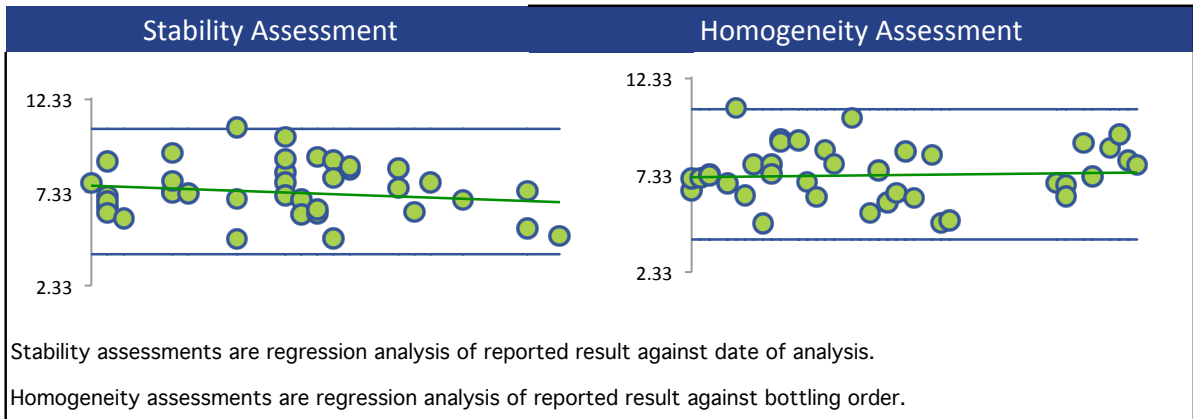 Stability Assessment
Homogeneity Assessment
12.33
7.33
2.33
12.33
7.33
2.33
Stability assessments are regression analysis of reported result against date of analysis.
Homogeneity assessments are regression analysis of reported result against bottling order.